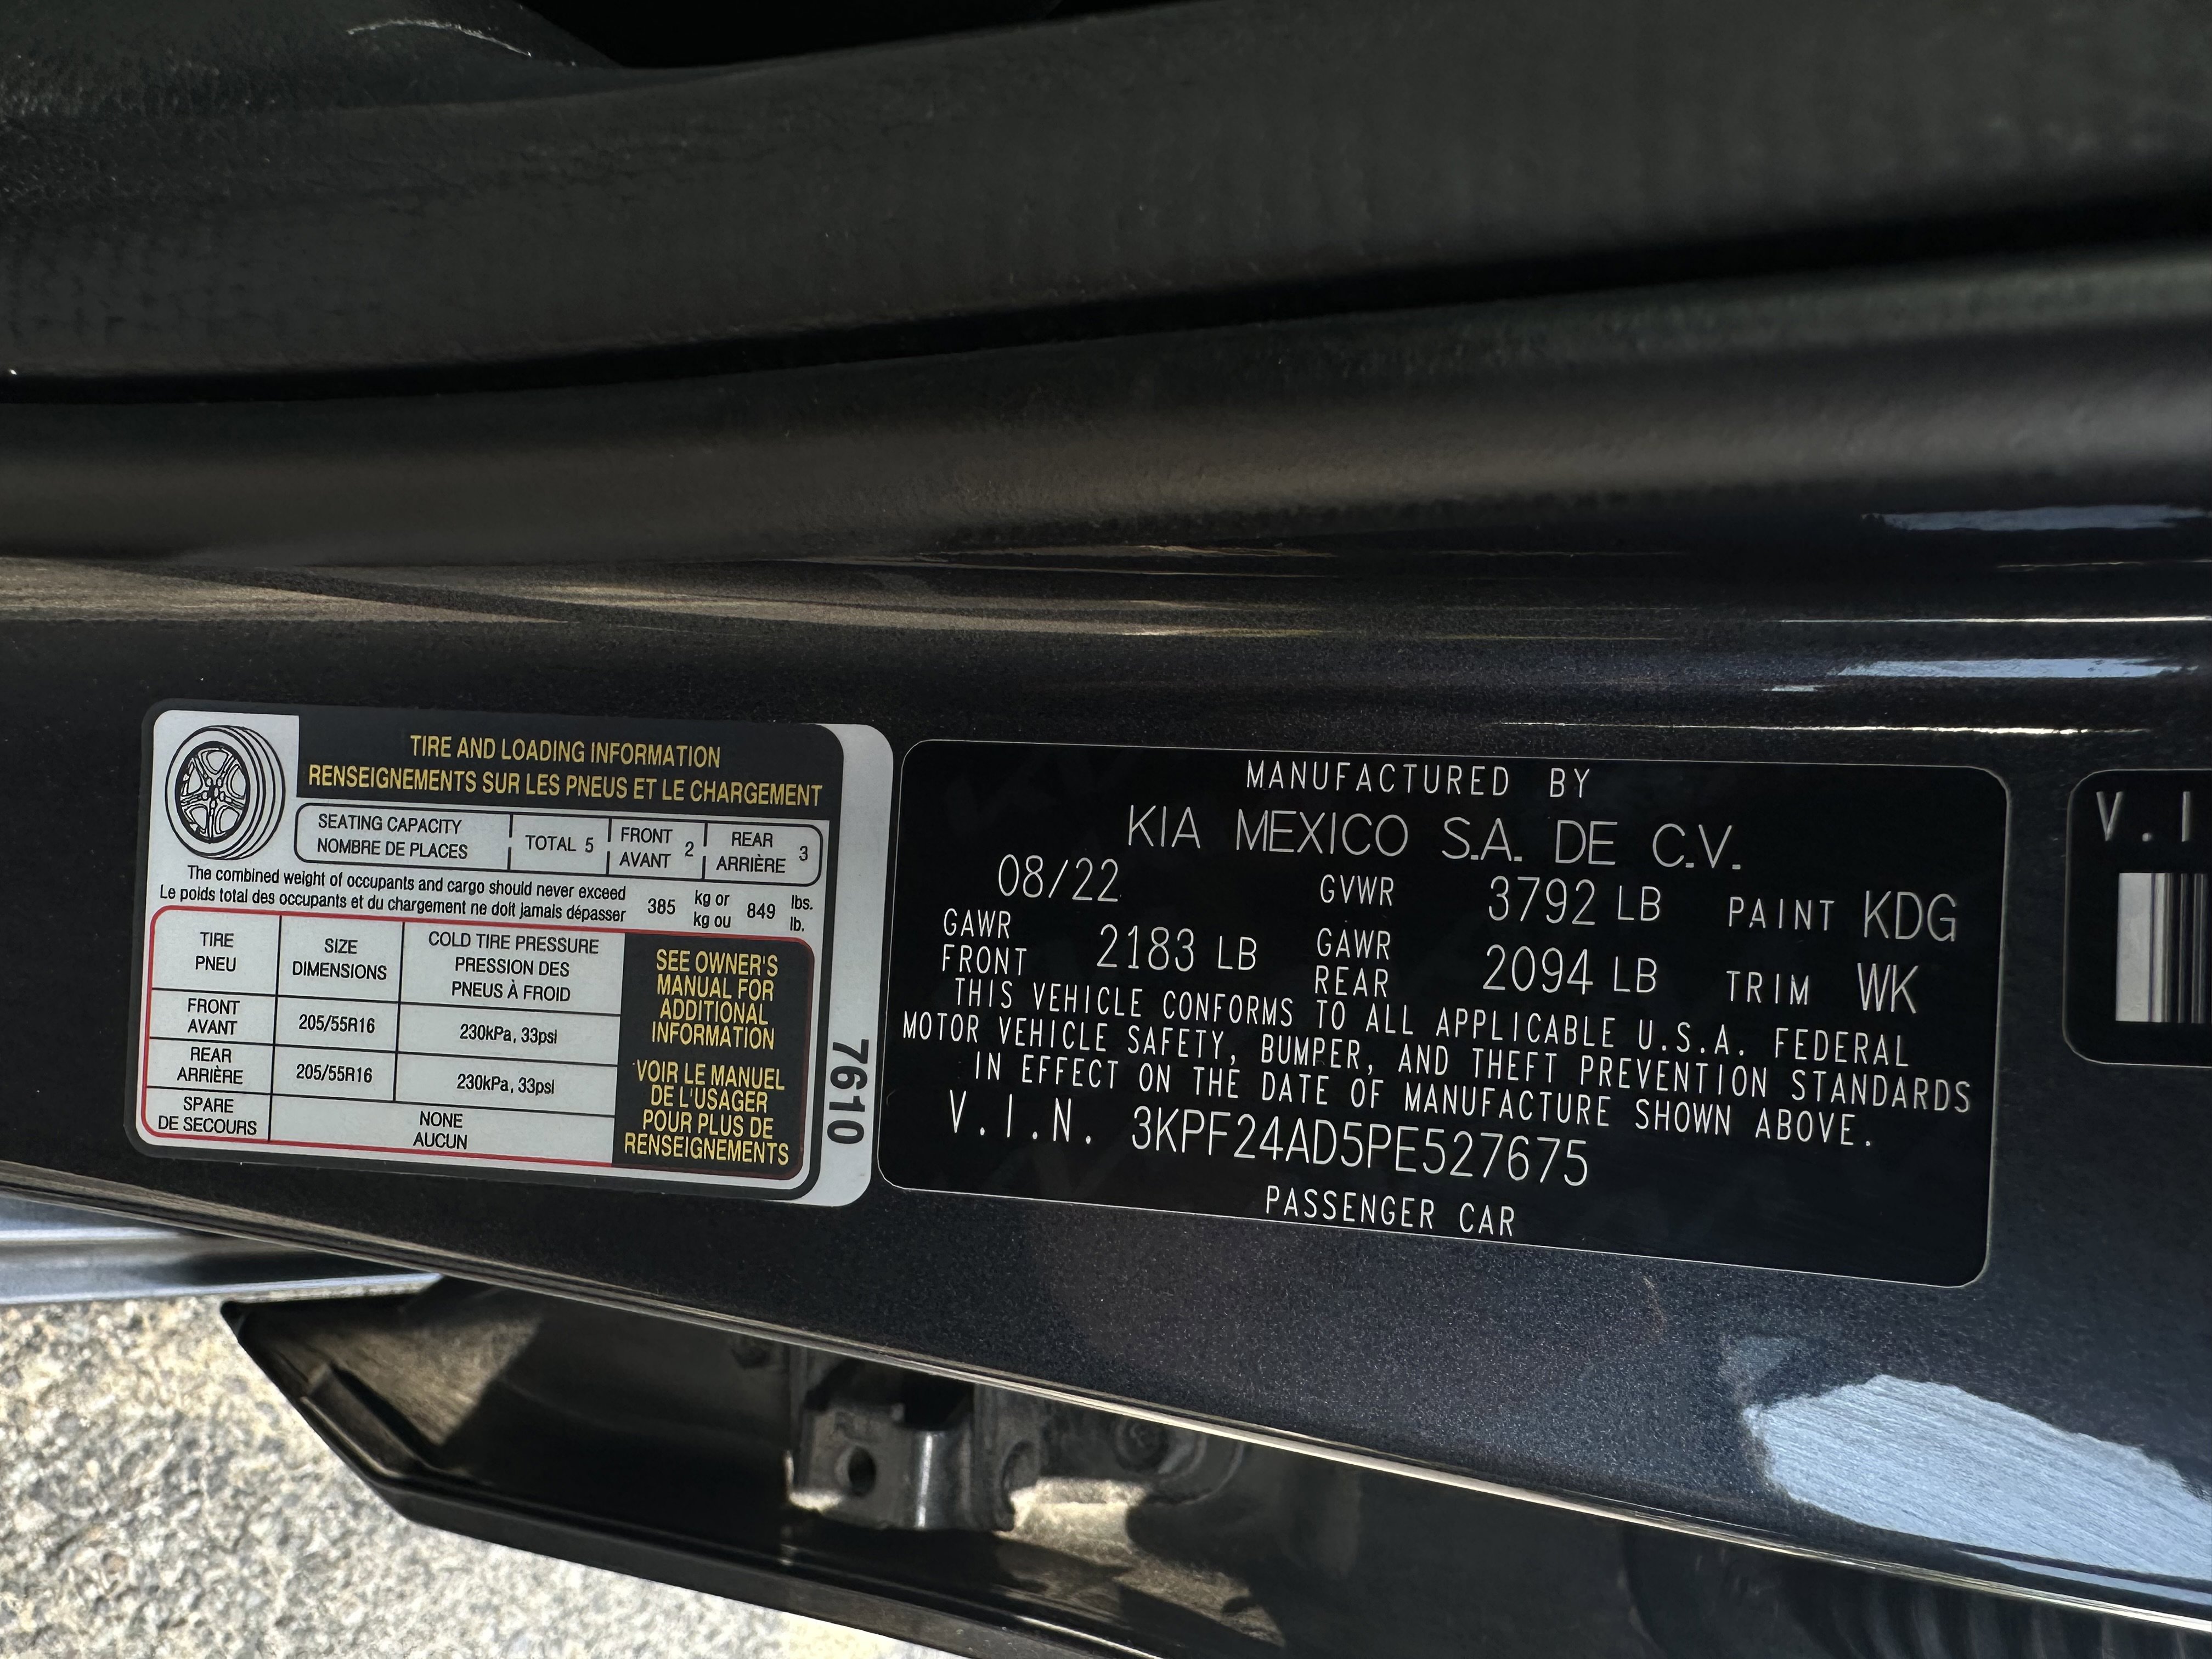 TIRE AND LOADING INFORMATION
RENSEIGNEMENTS SUR LES PNEUS ET LE CHARGEMENT
SEATING CAPACITY
NOMBRE DE PLACES
TOTAL 5
FRONT
AVANT
2
REAR
ARRIÈRE
3
The combined weight of occupants and cargo should never exceed
Le poids total des occupants et du chargement ne doit jamais dépasser
385
kg or
kg ou
849
lbs.
lb.
TIRE
PNEU
SIZE
DIMENSIONS
COLD TIRE PRESSURE
PRESSION DES
PNEUS À FROID
FRONT
AVANT
205/55R16
230kPa, 33psi
REAR
ARRIÈRE
205/55R16
230kPa, 33psi
SPARE
DE SECOURS
NONE
AUCUN
SEE OWNER'S
MANUAL FOR
ADDITIONAL
INFORMATION
VOIR LE MANUEL
DE L'USAGER
POUR PLUS DE
RENSEIGNEMENTS
7610
MANUFACTURED BY
KIA MEXICO S.A. DE C.V.
08/22 GVWR 3792 LB PAINT KDG
GAWR
FRONT
2183 LB
GAWR
REAR
2094 LB
TRIM WK
THIS VEHICLE CONFORMS TO ALL APPLICABLE U.S.A. FEDERAL
MOTOR VEHICLE SAFETY, BUMPER, AND THEFT PREVENTION STANDARDS
IN EFFECT ON THE DATE OF MANUFACTURE SHOWN ABOVE.
V.I.N. 3KPF24AD5PE527675
PASSENGER CAR
V.I